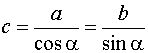 c = a / cos α = b / sin α